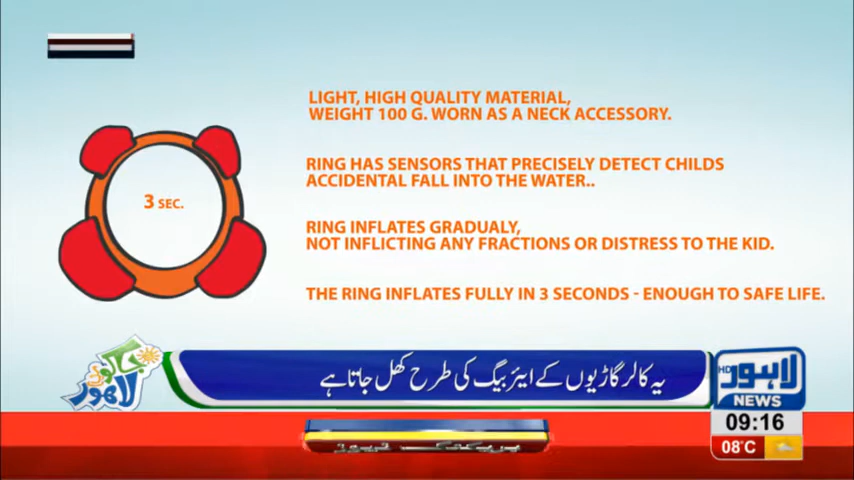 LIGHT, HIGH QUALITY MATERIAL,
WEIGHT 100 G. WORN AS A NECK ACCESSORY.
RING HAS SENSORS THAT PRECISELY DETECT CHILDS
ACCIDENTAL FALL INTO THE WATER..
3 SEC.
RING INFLATES GRADUALY,
NOT INFLICTING ANY FRACTIONS OR DISTRESS TO THE KID.
THE RING INFLATES FULLY IN 3 SECONDS - ENOUGH TO SAFE LIFE.
جاگو لاہور
یہ کالر گاڑیوں کے ایئر بیگ کی طرح کھل جاتا ہے
لاہور HD
NEWS
09:16
08°C